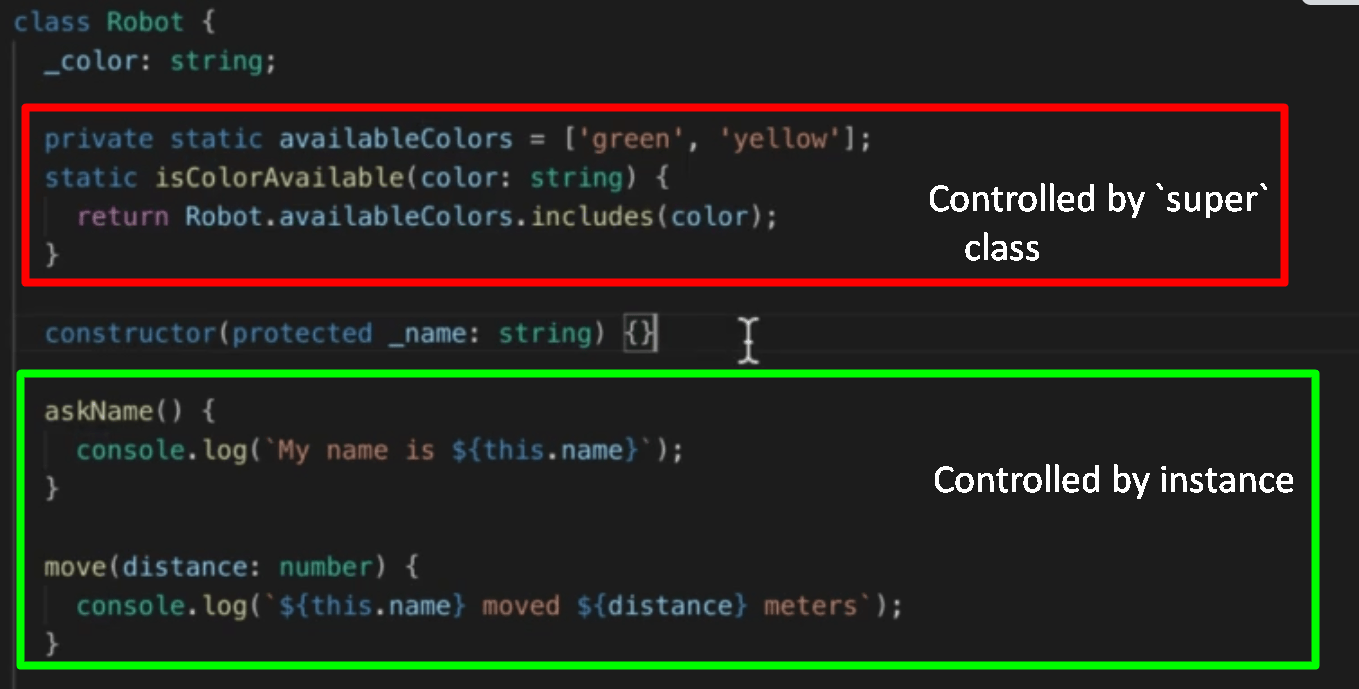 class Robot {
_color: string;
private static availableColors = ['green', 'yellow'];
static isColorAvailable(color: string) {
return Robot.availableColors.includes(color);
}
Controlled by `super`
class
constructor(protected _name: string) {}
askName() {
console.log(`My name is ${this.name}`);
}
Controlled by instance
move(distance: number) {
console.log(`${this.name} moved ${distance} meters`);
}